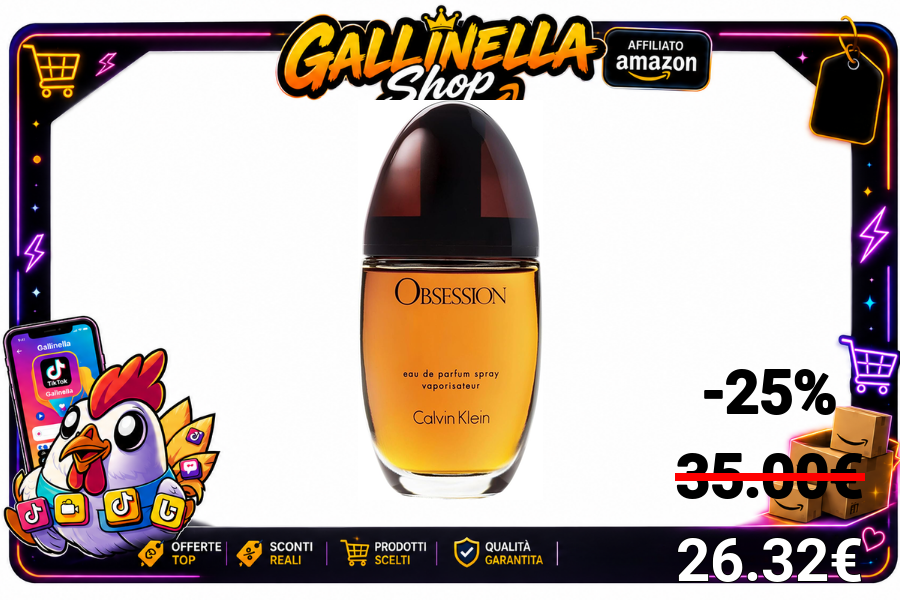 GALLINELLA
Shop
AFFILIATO
amazon
OBSESSION
eau de parfum spray
vaporisateur
Calvin Klein
Gallinella
TikTok
Gallinella
-25%
35.00€
26.32€
OFFERTE
TOP
SCONTI
REALI
PRODOTTI
SCELTI
QUALITÀ
GARANTITA